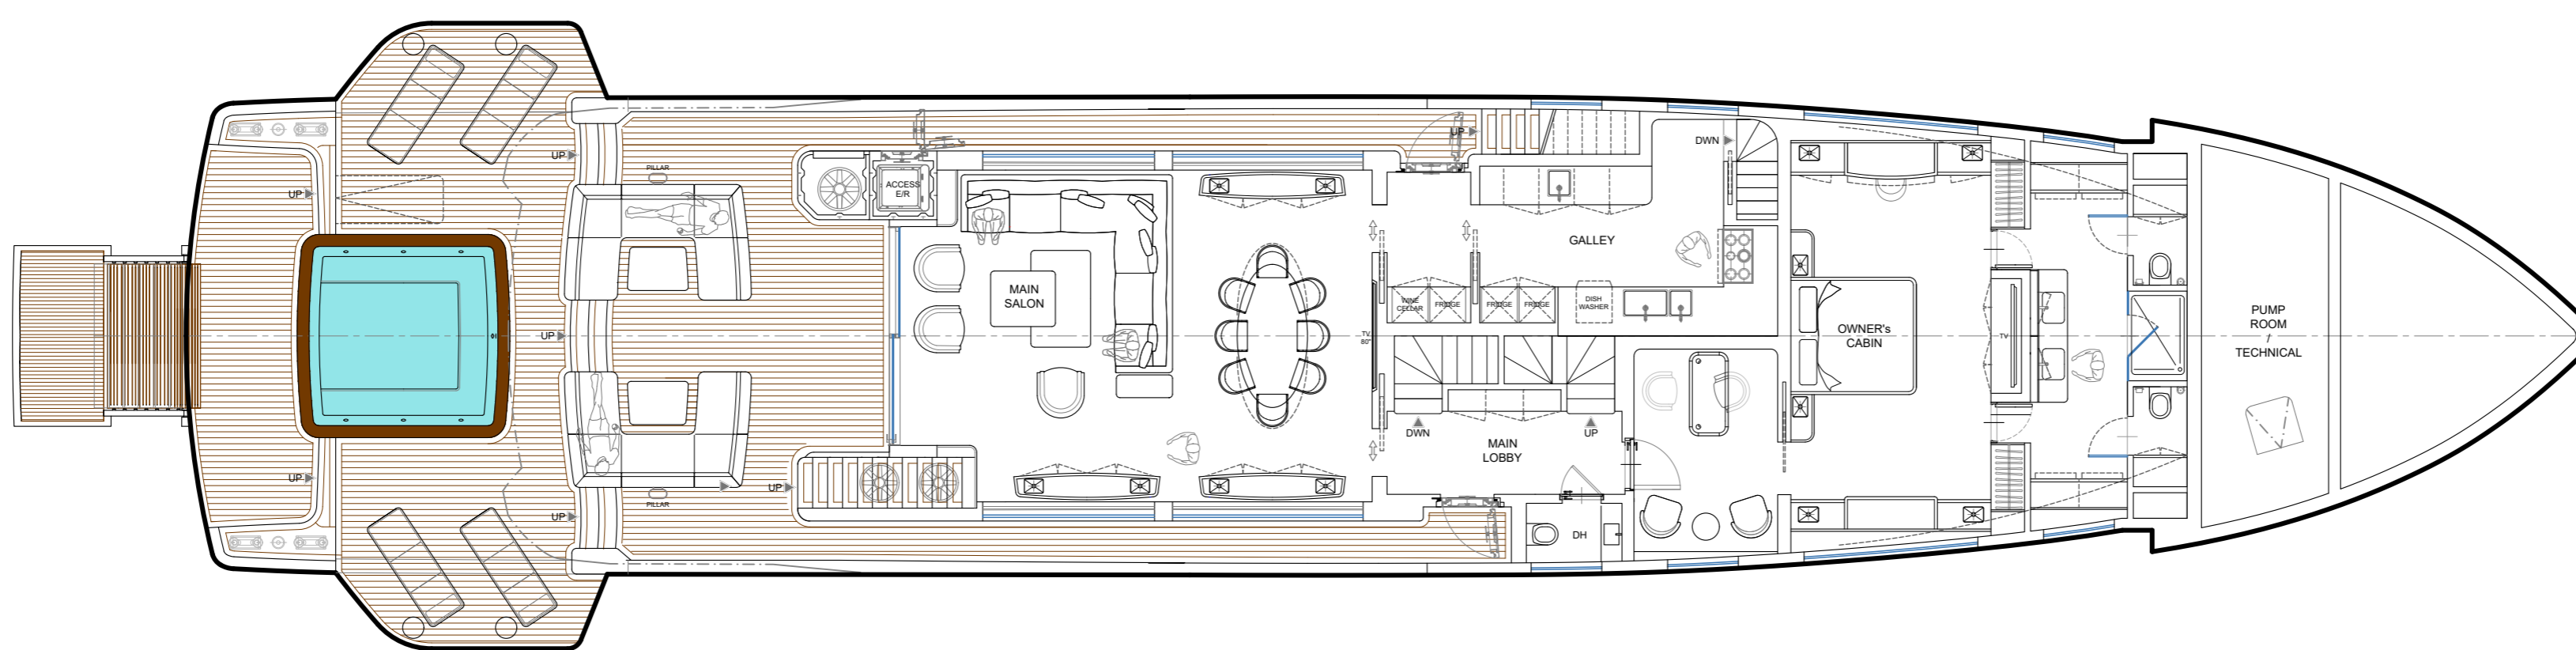 UP
UP
UP
UP
UP
PILLAR
PILLAR
UP
ACCESS
E/R
MAIN
SALON
TV
80"
UP
WINE
CELLAR
FRIDGE
FRIDGE
FRIDGE
DISH
WASHER
GALLEY
DWN
DWN
UP
MAIN
LOBBY
DH
OWNER's
CABIN
TV
PUMP
ROOM
/
TECHNICAL